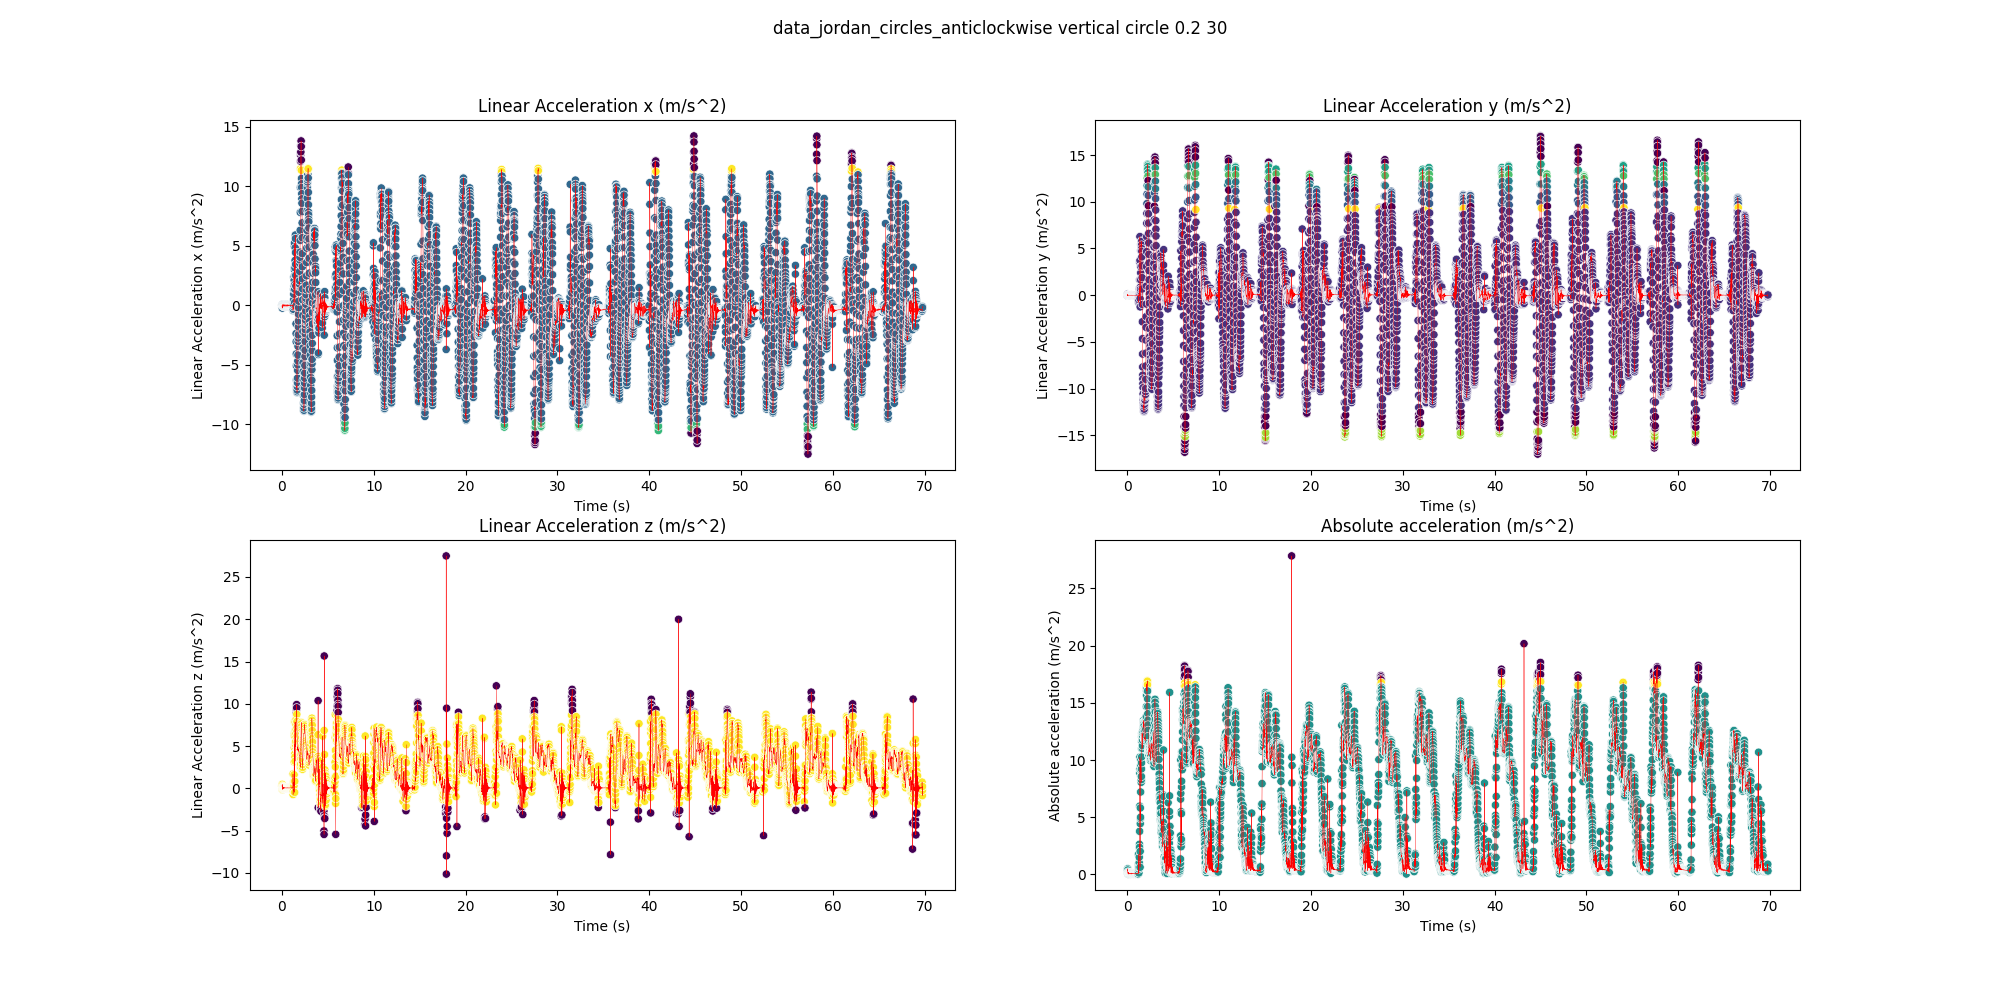 data_jordan_circles_anticlockwise vertical circle 0.2 30
Linear Acceleration x (m/s^2)
Linear Acceleration x (m/s^2)
15
10
5
0
−5
−10
0 10 20 30 40 50 60 70
Time (s)
Linear Acceleration y (m/s^2)
Linear Acceleration y (m/s^2)
15
10
5
0
−5
−10
−15
0 10 20 30 40 50 60 70
Time (s)
Linear Acceleration z (m/s^2)
Linear Acceleration z (m/s^2)
25
20
15
10
5
0
−5
−10
0 10 20 30 40 50 60 70
Time (s)
Absolute acceleration (m/s^2)
Absolute acceleration (m/s^2)
25
20
15
10
5
0
0 10 20 30 40 50 60 70
Time (s)